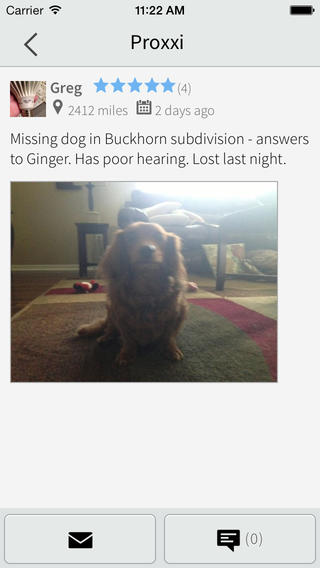 Carrier 11:22 AM
Proxxi
Greg (4)
2412 miles 2 days ago
Missing dog in Buckhorn subdivision - answers
to Ginger. Has poor hearing. Lost last night.
(0)